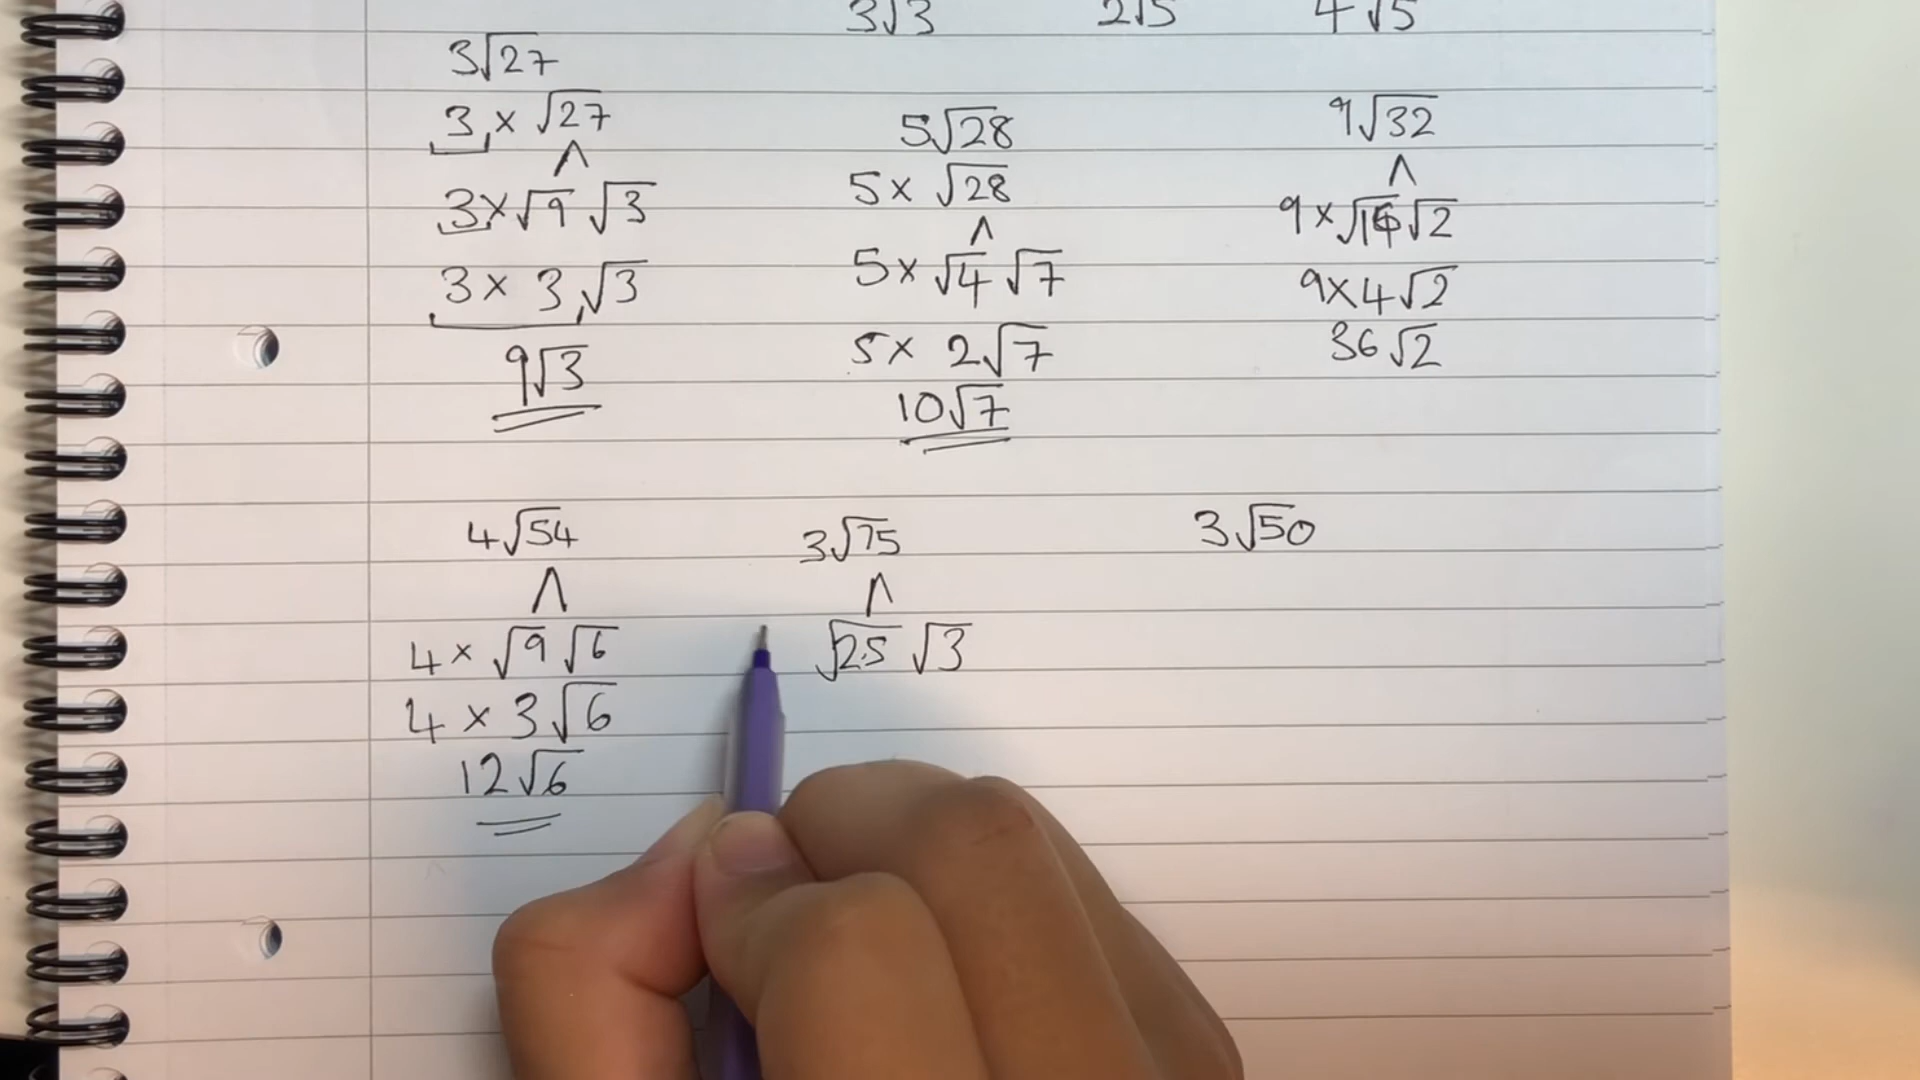 3√3 2√5 4√5
3√27
3 × √27
3 × √9 √3
3 × 3 √3
9√3
5√28
5 × √28
5 × √4 √7
5 × 2√7
10√7
9√32
9 × √16 √2
9 × 4√2
36√2
4√54
4 × √9 √6
4 × 3√6
12√6
3√75
√25 √3
3√50